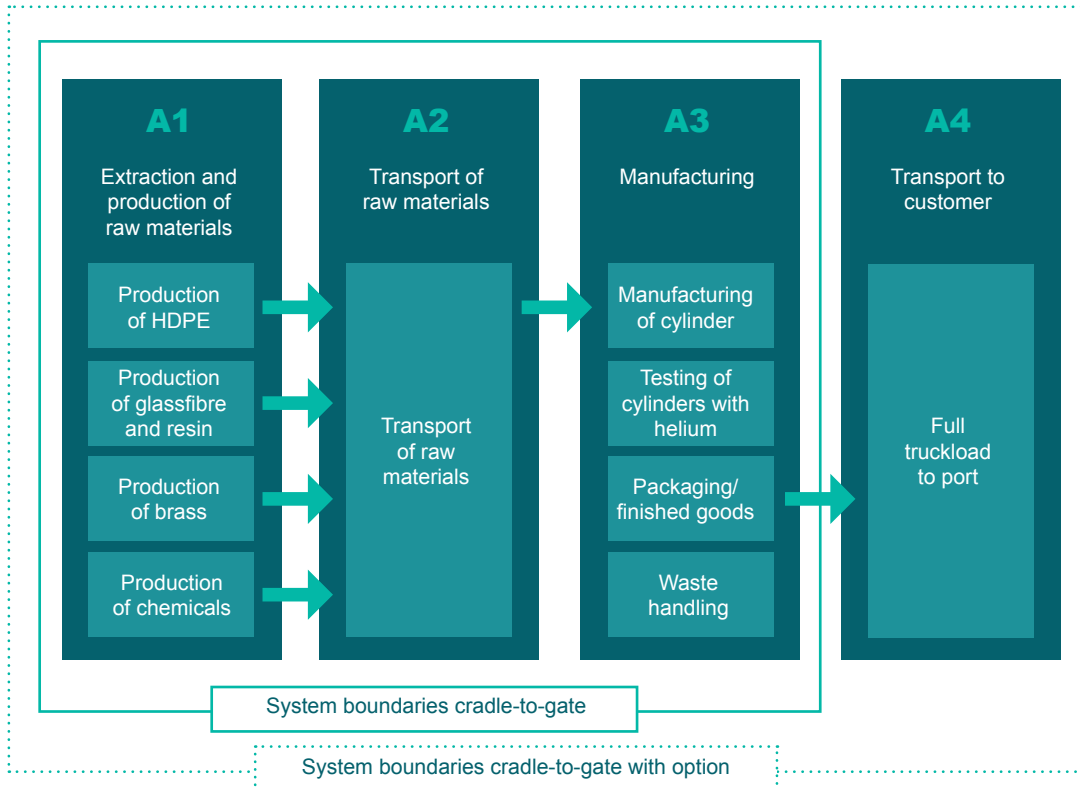 A1
Extraction and
production of
raw materials
Production
of HDPE
Production
of glassfibre
and resin
Production
of brass
Production
of chemicals
A2
Transport of
raw materials
Transport
of raw
materials
A3
Manufacturing
Manufacturing
of cylinder
Testing of
cylinders with
helium
Packaging/
finished goods
Waste
handling
A4
Transport to
customer
Full
truckload
to port
System boundaries cradle-to-gate
System boundaries cradle-to-gate with option